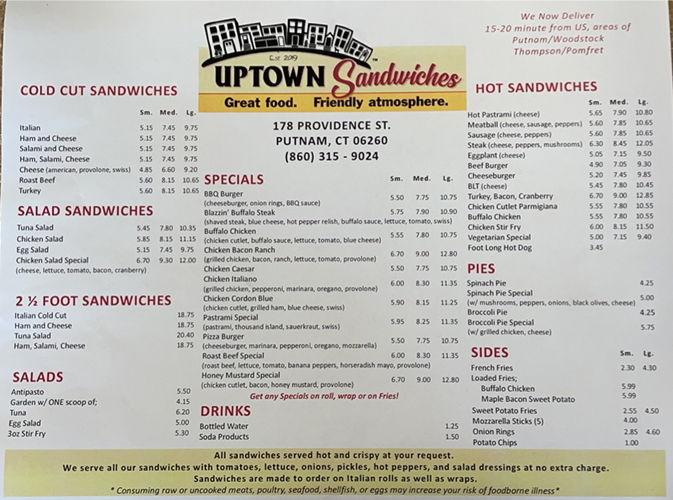 Est 2019
UPTOWN Sandwiches™
Great food. Friendly atmosphere.
178 PROVIDENCE ST.
PUTNAM, CT 06260
(860) 315 - 9024
We Now Deliver
15-20 minute from US, areas of
Putnam/Woodstock
Thompson/Pomfret
COLD CUT SANDWICHES
Sm. Med. Lg.
Italian 5.15 7.45 9.75
Ham and Cheese 5.15 7.45 9.75
Salami and Cheese 5.15 7.45 9.75
Ham, Salami, Cheese 5.15 7.45 9.75
Cheese (american, provolone, swiss) 4.85 6.60 9.20
Roast Beef 5.60 8.15 10.65
Turkey 5.60 8.15 10.65
SALAD SANDWICHES
Tuna Salad 5.45 7.80 10.35
Chicken Salad 5.85 8.15 11.15
Egg Salad 5.15 7.45 9.75
Chicken Salad Special 6.70 9.30 12.00
(cheese, lettuce, tomato, bacon, cranberry)
2 ½ FOOT SANDWICHES
Italian Cold Cut 18.75
Ham and Cheese 18.75
Tuna Salad 20.40
Ham, Salami, Cheese 18.75
SALADS
Antipasto 5.50
Garden w/ ONE scoop of; 4.15
Tuna 6.20
Egg Salad 5.00
3oz Stir Fry 5.30
SPECIALS
Sm. Med. Lg.
BBQ Burger 5.50 7.75 10.75
(cheeseburger, onion rings, BBQ sauce)
Blazzin' Buffalo Steak 5.75 7.90 10.90
(shaved steak, blue cheese, hot pepper relish, buffalo sauce, lettuce, tomato, swiss)
Buffalo Chicken 5.55 7.80 10.75
(chicken cutlet, buffalo sauce, lettuce, tomato, blue cheese)
Chicken Bacon Ranch 6.70 9.00 12.80
(grilled chicken, bacon, ranch, lettuce, tomato, provolone)
Chicken Caesar 5.50 7.75 10.75
Chicken Italiano 6.00 8.30 11.35
(grilled chicken, pepperoni, marinara, oregano, provolone)
Chicken Cordon Blue 5.90 8.15 11.25
(chicken cutlet, grilled ham, blue cheese, swiss)
Pastrami Special 5.95 8.25 11.35
(pastrami, thousand island, sauerkraut, swiss)
Pizza Burger 5.50 7.75 10.75
(cheeseburger, marinara, pepperoni, oregano, mozzarella)
Roast Beef Special 6.00 8.30 11.35
(roast beef, lettuce, tomato, banana peppers, horseradish mayo, provolone)
Honey Mustard Special 6.70 9.00 12.80
(chicken cutlet, bacon, honey mustard, provolone)
Get any Specials on roll, wrap or on Fries!
DRINKS
Bottled Water 1.25
Soda Products 1.50
HOT SANDWICHES
Sm. Med. Lg.
Hot Pastrami (cheese) 5.65 7.90 10.80
Meatball (cheese, sausage, peppers) 5.60 7.85 10.65
Sausage (cheese, peppers) 5.60 7.85 10.65
Steak (cheese, peppers, mushrooms) 6.30 8.45 12.05
Eggplant (cheese) 5.05 7.15 9.50
Beef Burger 4.90 7.05 9.30
Cheeseburger 5.20 7.45 9.85
BLT (cheese) 5.45 7.80 10.45
Turkey, Bacon, Cranberry 6.70 9.00 12.85
Chicken Cutlet Parmigiana 5.55 7.80 10.75
Buffalo Chicken 5.55 7.80 10.55
Chicken Stir Fry 6.00 8.15 11.50
Vegetarian Special 5.00 7.15 9.40
Foot Long Hot Dog 3.45
PIES
Spinach Pie 4.25
Spinach Pie Special 5.00
(w/ mushrooms, peppers, onions, black olives, cheese)
Broccoli Pie 4.25
Broccoli Pie Special 5.75
(w/ grilled chicken, cheese)
SIDES
Sm. Lg.
French Fries 2.30 4.30
Loaded Fries;
Buffalo Chicken 5.99
Maple Bacon Sweet Potato 5.99
Sweet Potato Fries 2.55 4.50
Mozzarella Sticks (5) 4.00
Onion Rings 2.85 4.60
Potato Chips 1.00
All sandwiches served hot and crispy at your request.
We serve all our sandwiches with tomatoes, lettuce, onions, pickles, hot peppers, and salad dressings at no extra charge.
Sandwiches are made to order on Italian rolls as well as wraps.
* Consuming raw or uncooked meats, poultry, seafood, shellfish, or eggs may increase your risk of foodborne illness*